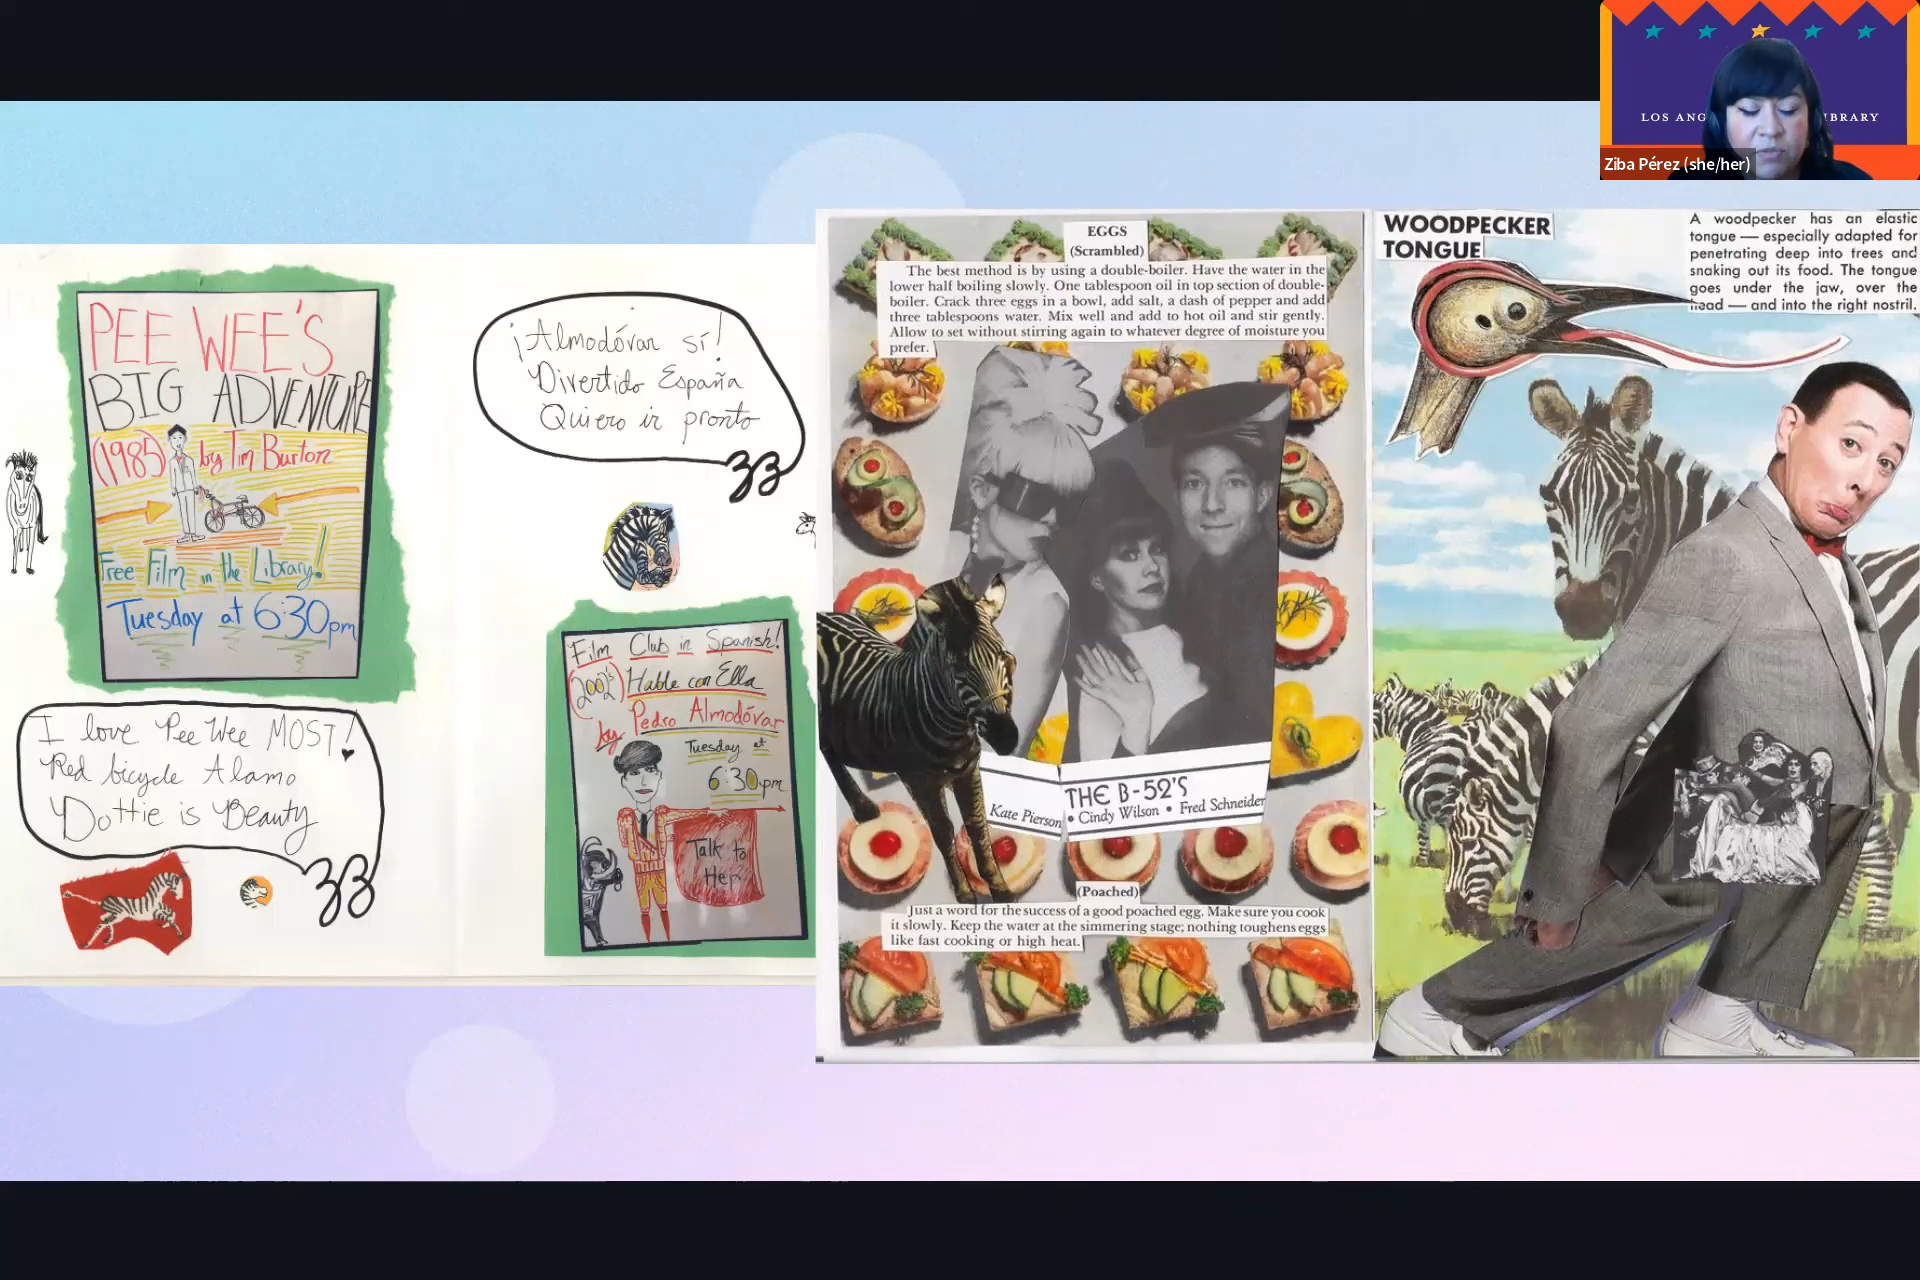 PEE WEE'S
BIG ADVENTURE
(1985) by Tim Burton
Free Film in the Library!
Tuesday at 6:30pm
I love Pee Wee MOST!
Red bicycle Alamo
Dottie is Beauty
¡Almodóvar sí!
Divertido España
Quiero ir pronto
Film Club in Spanish!
(2002's) Hable con Ella
by Pedro Almodóvar
Tuesday at
6:30pm
Talk to
Her
EGGS
(Scrambled)
The best method is by using a double-boiler. Have the water in the
lower half boiling slowly. One tablespoon oil in top section of double-
boiler. Crack three eggs in a bowl, add salt, a dash of pepper and add
three tablespoons water. Mix well and add to hot oil and stir gently.
Allow to set without stirring again to whatever degree of moisture you
prefer.
Kate Pierson
THE B-52'S
• Cindy Wilson • Fred Schneider
(Poached)
Just a word for the success of a good poached egg. Make sure you cook
it slowly. Keep the water at the simmering stage; nothing toughens eggs
like fast cooking or high heat.
WOODPECKER
TONGUE
A woodpecker has an elastic
tongue — especially adapted for
penetrating deep into trees and
snaking out its food. The tongue
goes under the jaw, over the
head — and into the right nostril.
LOS ANG IBRARY
Ziba Pérez (she/her)